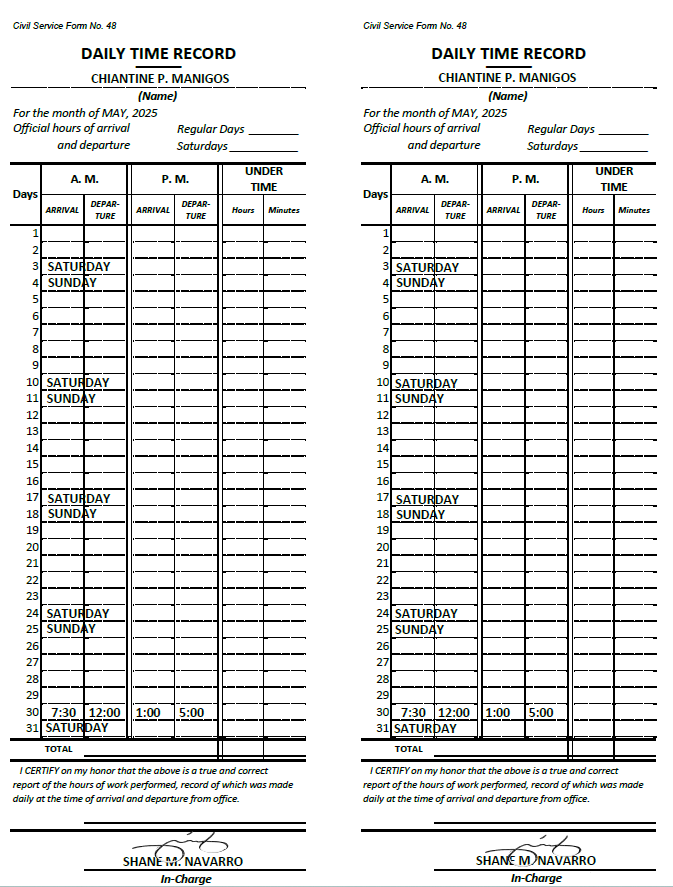 Civil Service Form No. 48
DAILY TIME RECORD
CHIANTINE P. MANIGOS
(Name)
For the month of MAY, 2025
Official hours of arrival Regular Days
and departure Saturdays
Days A. M. P. M. UNDER TIME
ARRIVAL DEPAR-TURE ARRIVAL DEPAR-TURE Hours Minutes
1
2
3 SATURDAY
4 SUNDAY
5
6
7
8
9
10 SATURDAY
11 SUNDAY
12
13
14
15
16
17 SATURDAY
18 SUNDAY
19
20
21
22
23
24 SATURDAY
25 SUNDAY
26
27
28
29
30 7:30 12:00 1:00 5:00
31 SATURDAY
TOTAL
I CERTIFY on my honor that the above is a true and correct
report of the hours of work performed, record of which was made
daily at the time of arrival and departure from office.
SHANE M. NAVARRO
In-Charge
Civil Service Form No. 48
DAILY TIME RECORD
CHIANTINE P. MANIGOS
(Name)
For the month of MAY, 2025
Official hours of arrival Regular Days
and departure Saturdays
Days A. M. P. M. UNDER TIME
ARRIVAL DEPAR-TURE ARRIVAL DEPAR-TURE Hours Minutes
1
2
3 SATURDAY
4 SUNDAY
5
6
7
8
9
10 SATURDAY
11 SUNDAY
12
13
14
15
16
17 SATURDAY
18 SUNDAY
19
20
21
22
23
24 SATURDAY
25 SUNDAY
26
27
28
29
30 7:30 12:00 1:00 5:00
31 SATURDAY
TOTAL
I CERTIFY on my honor that the above is a true and correct
report of the hours of work performed, record of which was made
daily at the time of arrival and departure from office.
SHANE M. NAVARRO
In-Charge